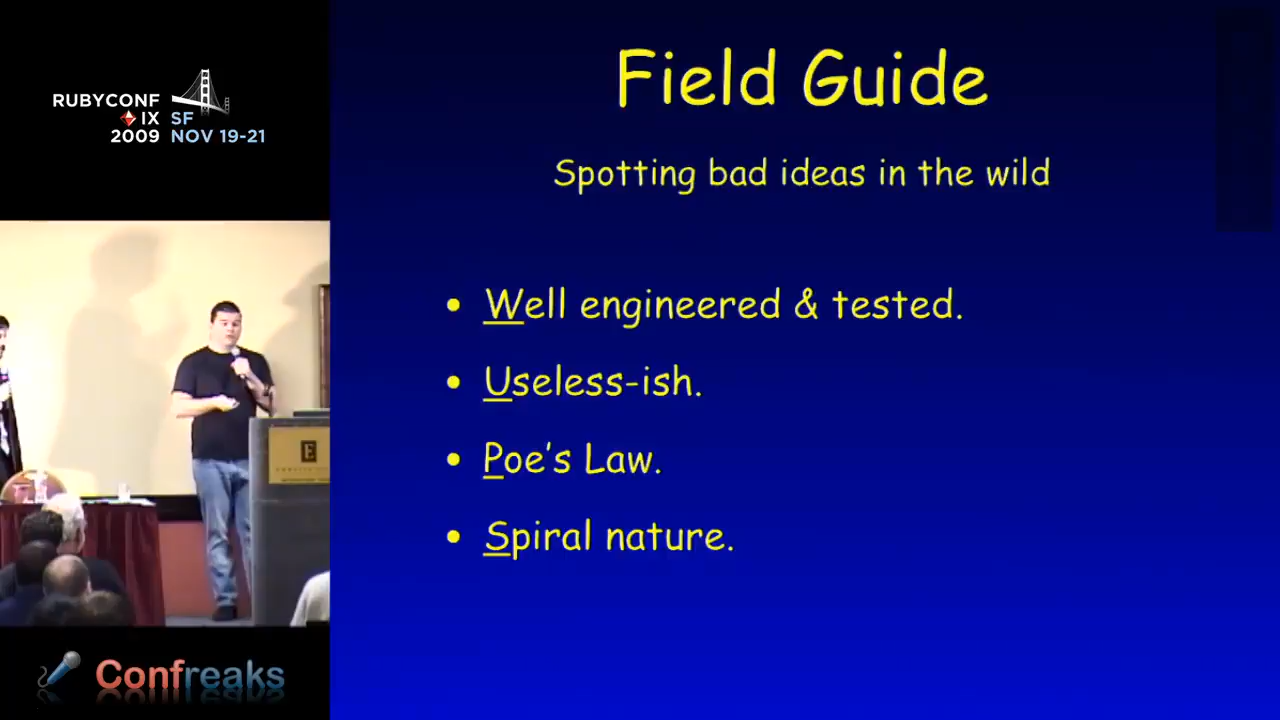 RUBYCONF
IX SF
2009 NOV 19-21
Field Guide
Spotting bad ideas in the wild
• Well engineered & tested.
• Useless-ish.
• Poe's Law.
• Spiral nature.
E
Confreaks